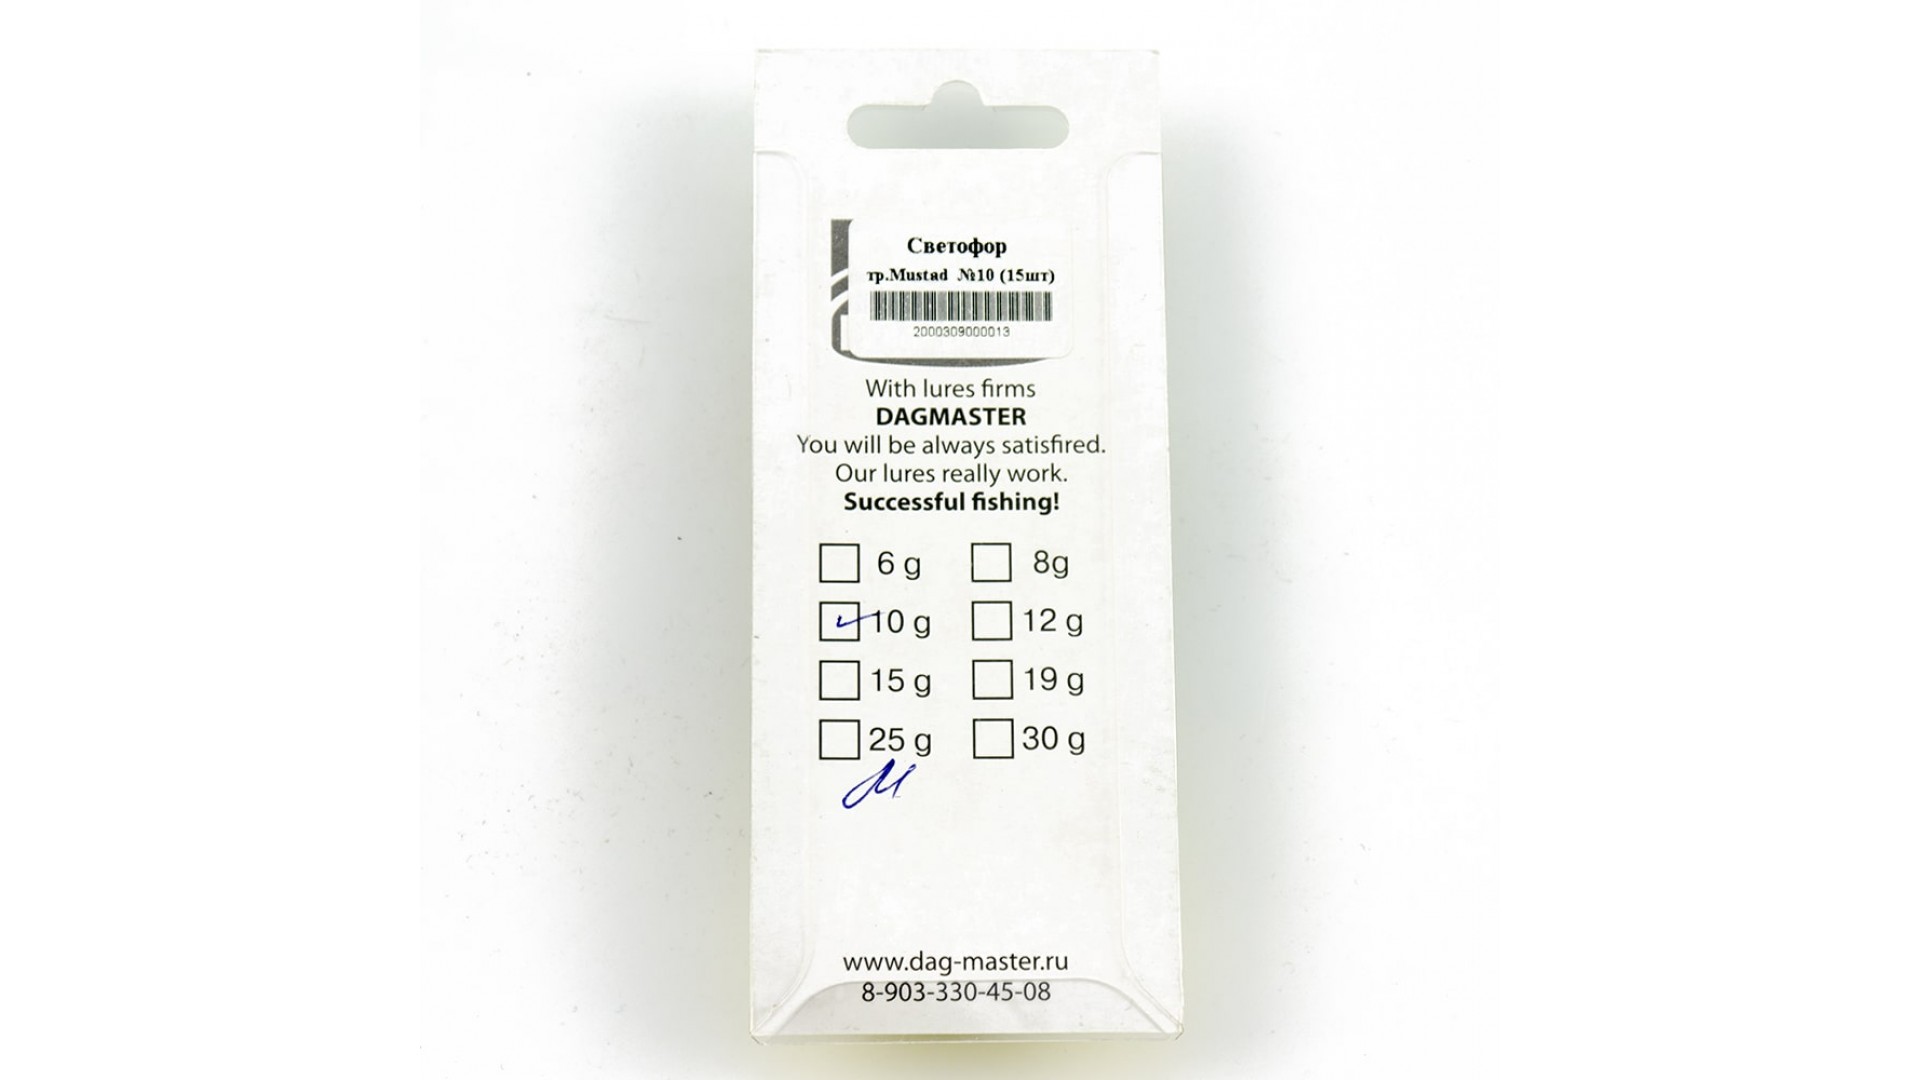 Светофор
тр.Mustad №10 (15шт)
2000309000013
With lures firms
DAGMASTER
You will be always satisfired.
Our lures really work.
Successful fishing!
6 g 8g
10 g 12 g
15 g 19 g
25 g 30 g
www.dag-master.ru
8-903-330-45-08